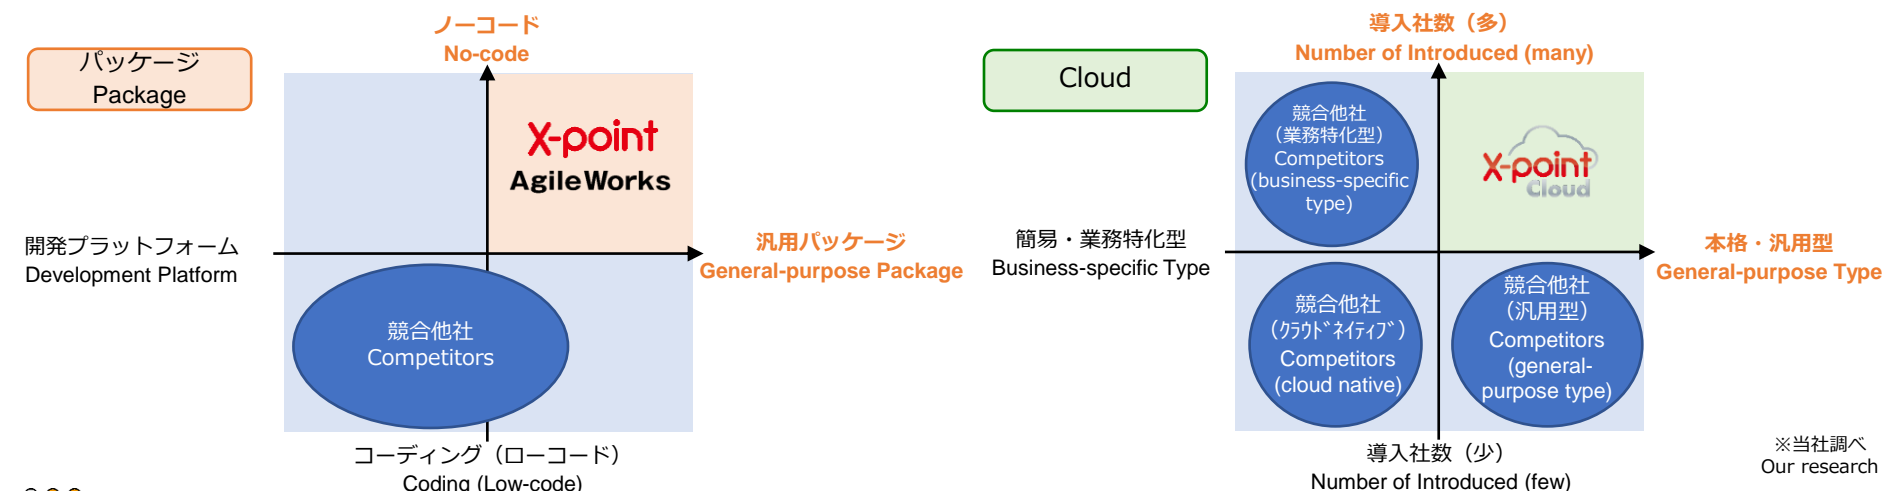 パッケージ
Package
ノーコード
No-code
X-point
AgileWorks
開発プラットフォーム
Development Platform
汎用パッケージ
General-purpose Package
競合他社
Competitors
コーディング（ローコード）
Coding (Low-code)
Cloud
導入社数（多）
Number of Introduced (many)
競合他社
（業務特化型）
Competitors
(business-specific
type)
X-point
Cloud
簡易・業務特化型
Business-specific Type
本格・汎用型
General-purpose Type
競合他社
（ｸﾗｳﾄﾞﾈｲﾃｨﾌﾞ）
Competitors
(cloud native)
競合他社
（汎用型）
Competitors
(general-
purpose type)
導入社数（少）
Number of Introduced (few)
※当社調べ
Our research